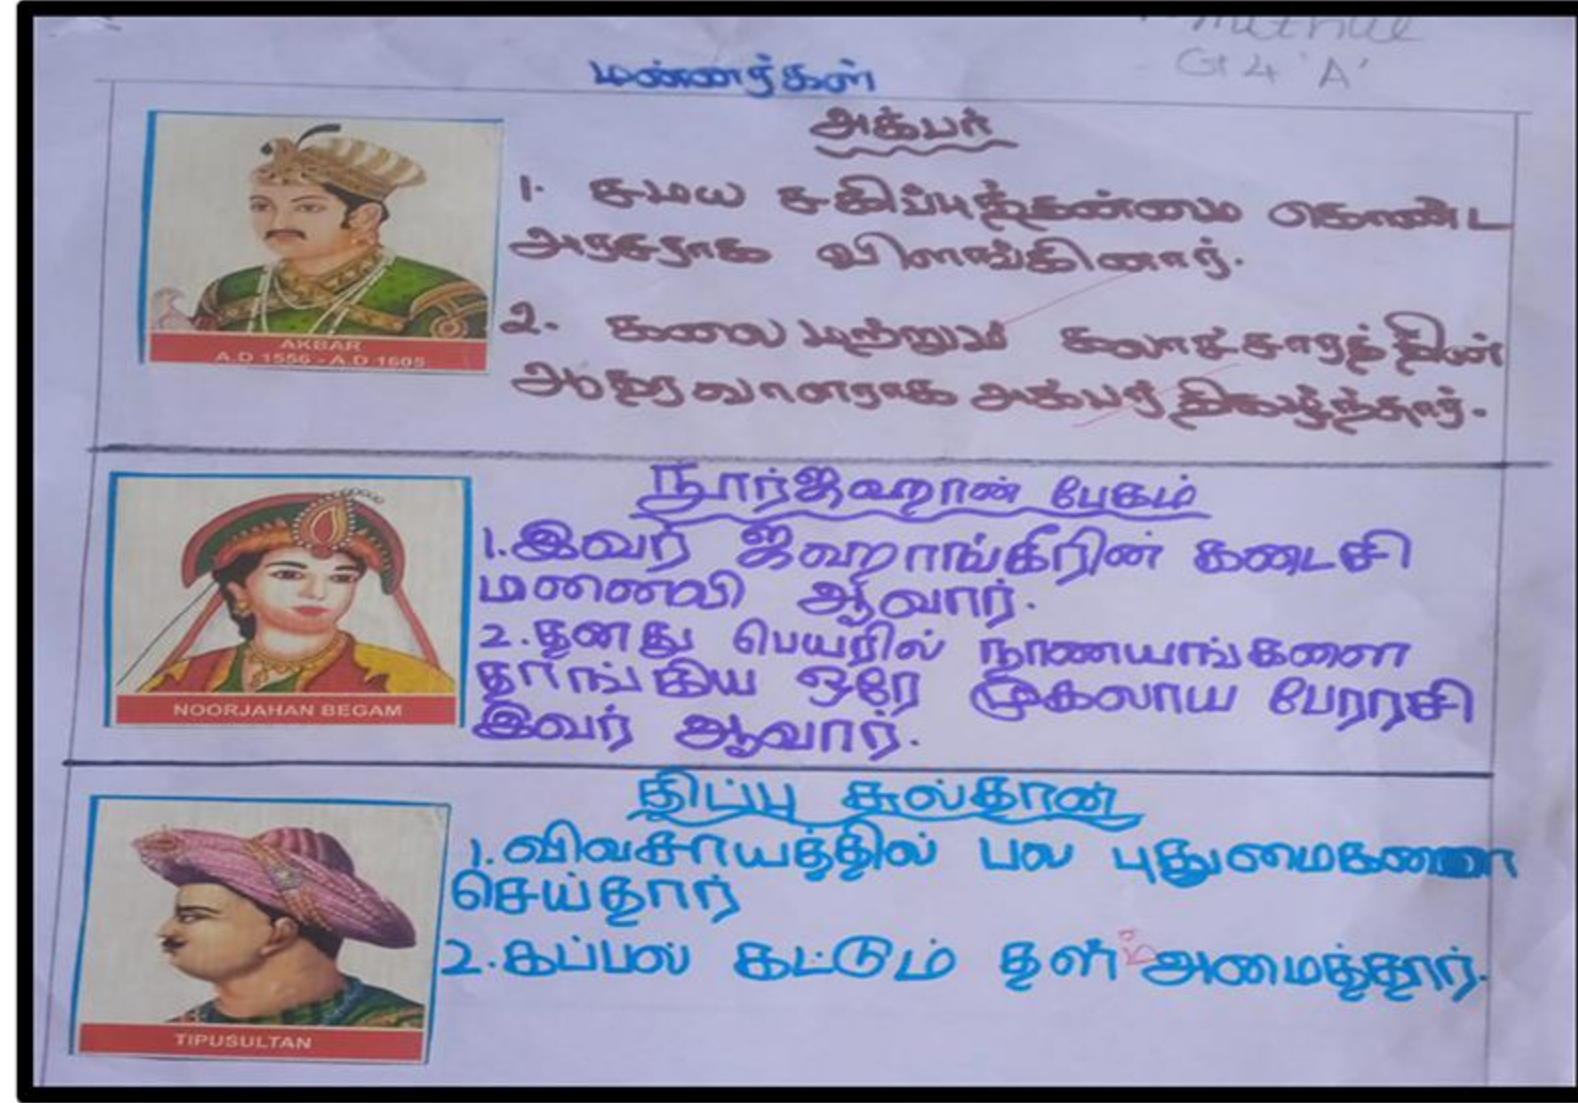 Mithul
Gr 4 'A'
மன்னர்கள்
அக்பர்
1. சமய சகிப்புத்தன்மை கொண்ட
அரசராக விளங்கினார்.
2. கலை மற்றும் கலாச்சாரத்தின்
ஆதரவாளராக அக்பர் திகழ்ந்தார்.
AKBAR
A.D 1556 - A.D 1605
நூர்ஜஹான் பேகம்
1.இவர் ஜஹாங்கீரின் கடைசி
மனைவி ஆவார்.
2.தனது பெயரில் நாணயங்களை
தாங்கிய ஒரே முகலாய பேரரசி
இவர் ஆவார்.
NOORJAHAN BEGAM
திப்பு சுல்தான்
1.விவசாயத்தில் பல புதுமைகளை
செய்தார்
2.கப்பல் கட்டும் தளம் அமைத்தார்.
TIPUSULTAN